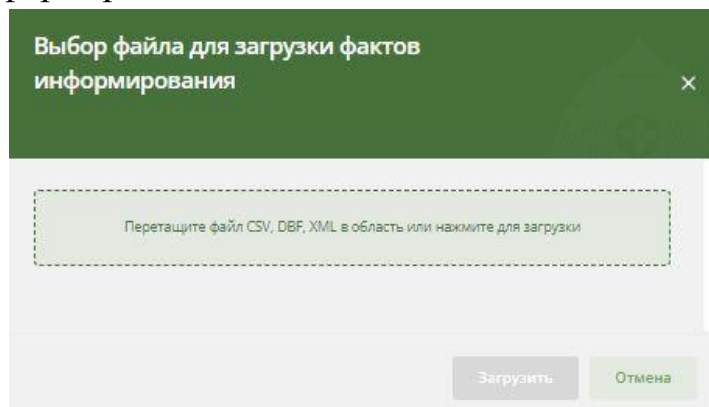 Выбор файла для загрузки фактов
информирования
×
Перетащите файл CSV, DBF, XML в область или нажмите для загрузки
Загрузить Отмена